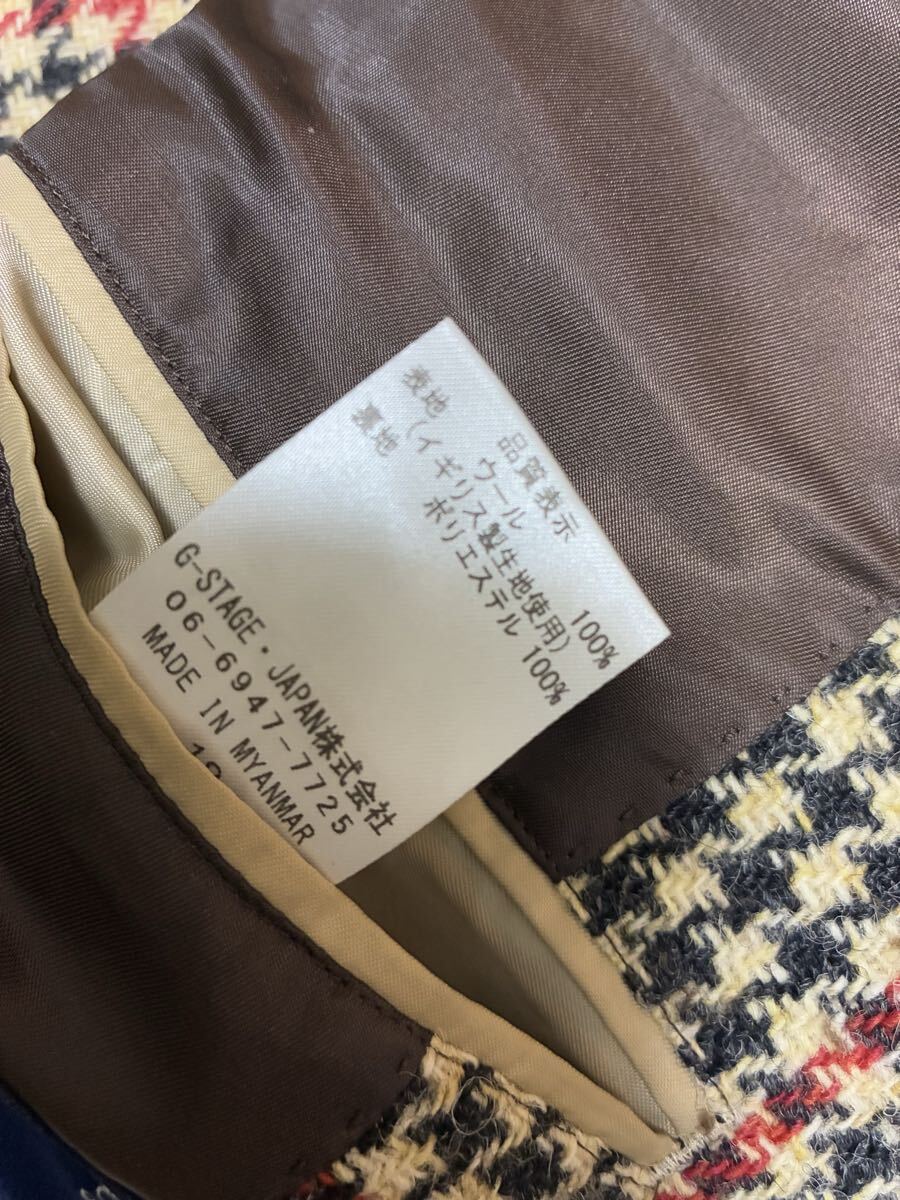 品質表示
表地 ウール 100%
(イギリス製生地使用)
裏地 ポリエステル 100%
G-STAGE・JAPAN株式会社
06-6947-7725
MADE IN MYANMAR